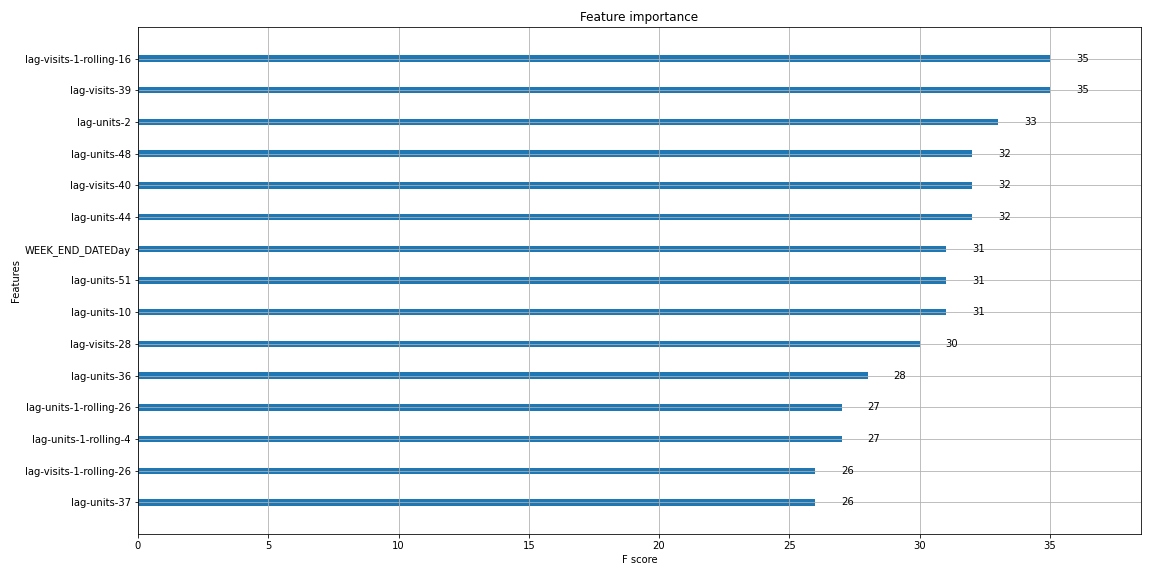 Feature importance
lag-visits-1-rolling-16 35
lag-visits-39 35
lag-units-2 33
lag-units-48 32
lag-visits-40 32
lag-units-44 32
WEEK_END_DATEDay 31
lag-units-51 31
lag-units-10 31
lag-visits-28 30
lag-units-36 28
lag-units-1-rolling-26 27
lag-units-1-rolling-4 27
lag-visits-1-rolling-26 26
lag-units-37 26
Features
0 5 10 15 20 25 30 35
F score